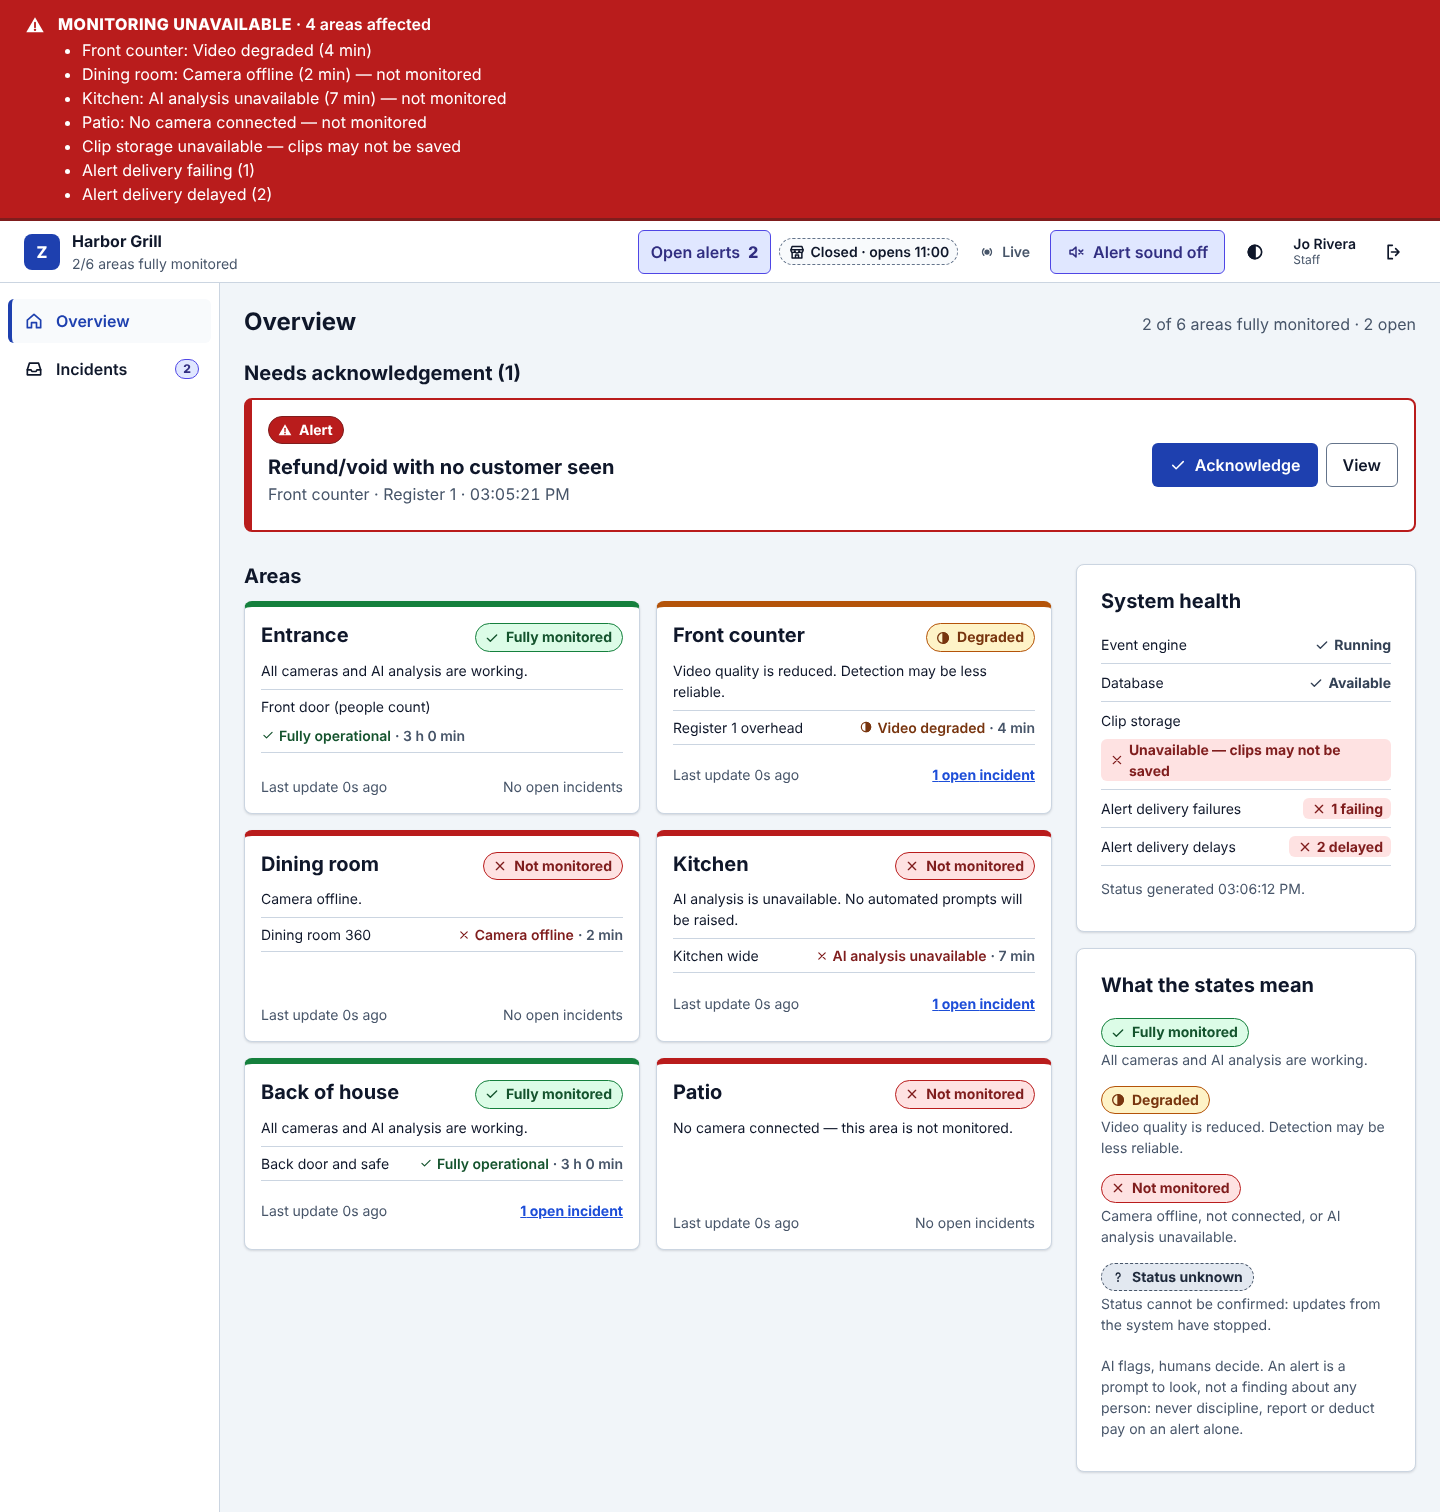 MONITORING UNAVAILABLE · 4 areas affected
• Front counter: Video degraded (4 min)
• Dining room: Camera offline (2 min) — not monitored
• Kitchen: AI analysis unavailable (7 min) — not monitored
• Patio: No camera connected — not monitored
• Clip storage unavailable — clips may not be saved
• Alert delivery failing (1)
• Alert delivery delayed (2)
Z
Harbor Grill
2/6 areas fully monitored
Open alerts 2
Closed · opens 11:00
Live
Alert sound off
Jo Rivera
Staff
Overview
Incidents 2
Overview
2 of 6 areas fully monitored · 2 open
Needs acknowledgement (1)
Alert
Refund/void with no customer seen
Front counter · Register 1 · 03:05:21 PM
Acknowledge
View
Areas
Entrance
Fully monitored
All cameras and AI analysis are working.
Front door (people count)
Fully operational · 3 h 0 min
Last update 0s ago
No open incidents
Front counter
Degraded
Video quality is reduced. Detection may be less
reliable.
Register 1 overhead
Video degraded · 4 min
Last update 0s ago
1 open incident
Dining room
Not monitored
Camera offline.
Dining room 360
Camera offline · 2 min
Last update 0s ago
No open incidents
Kitchen
Not monitored
AI analysis is unavailable. No automated prompts will
be raised.
Kitchen wide
AI analysis unavailable · 7 min
Last update 0s ago
1 open incident
Back of house
Fully monitored
All cameras and AI analysis are working.
Back door and safe
Fully operational · 3 h 0 min
Last update 0s ago
1 open incident
Patio
Not monitored
No camera connected — this area is not monitored.
Last update 0s ago
No open incidents
System health
Event engine
Running
Database
Available
Clip storage
Unavailable — clips may not be
saved
Alert delivery failures
1 failing
Alert delivery delays
2 delayed
Status generated 03:06:12 PM.
What the states mean
Fully monitored
All cameras and AI analysis are working.
Degraded
Video quality is reduced. Detection may be
less reliable.
Not monitored
Camera offline, not connected, or AI
analysis unavailable.
? Status unknown
Status cannot be confirmed: updates from
the system have stopped.
AI flags, humans decide. An alert is a
prompt to look, not a finding about any
person: never discipline, report or deduct
pay on an alert alone.